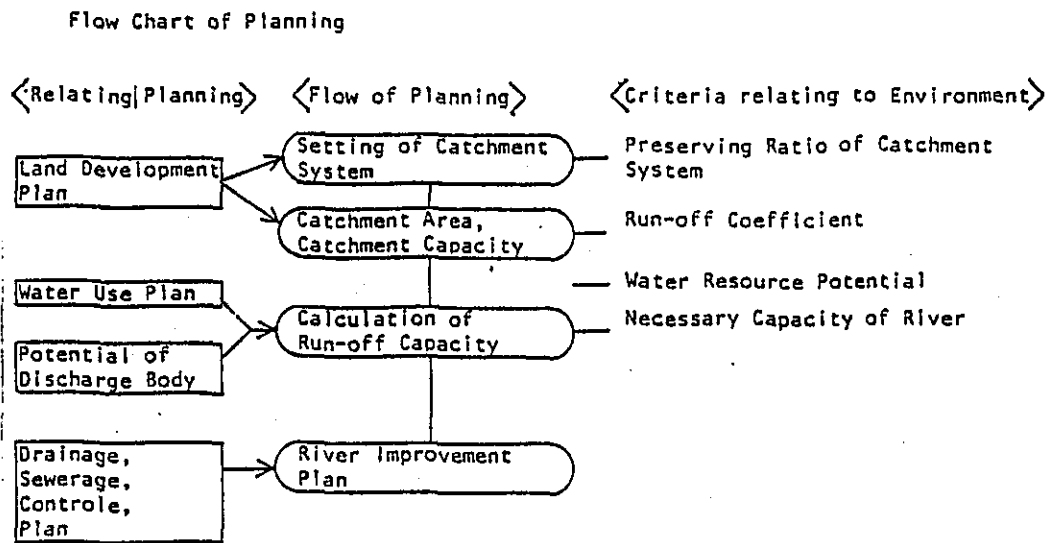 Flow Chart of Planning
<Relating|Planning> <Flow of Planning> <Criteria relating to Environment>
Land Development
Plan
Setting of Catchment
System
Preserving Ratio of Catchment
System
Catchment Area,
Catchment Capacity
Run-off Coefficient
Water Resource Potential
Water Use Plan
Potential of
Discharge Body
Calculation of
Run-off Capacity
Necessary Capacity of River
Drainage,
Sewerage,
Controle,
Plan
River Improvement
Plan